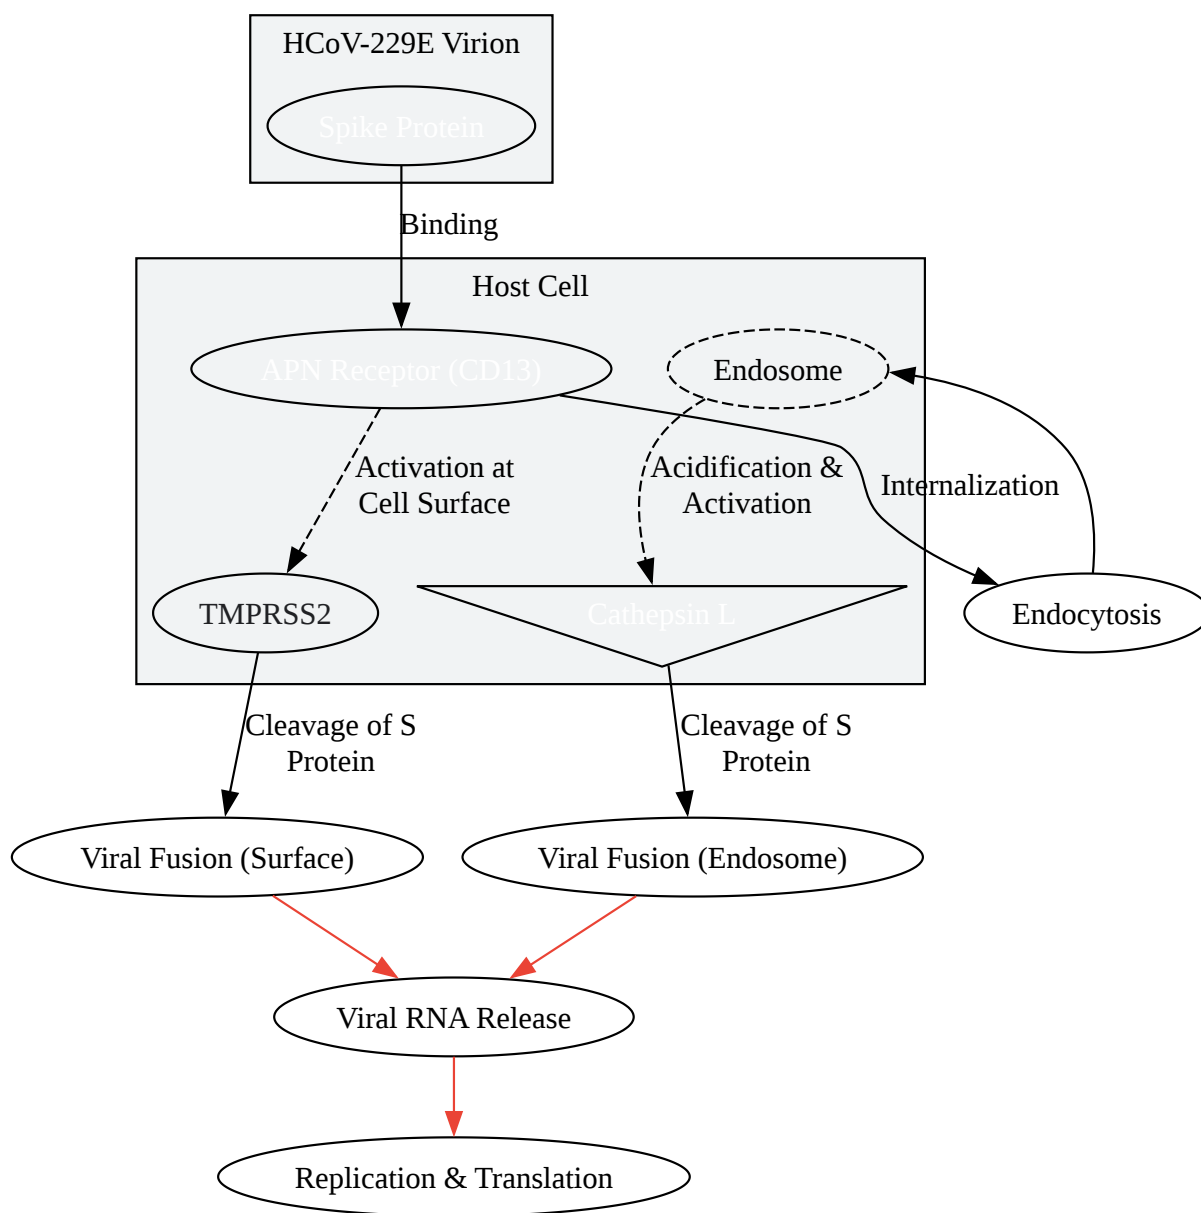 HCoV-229E Virion
Spike Protein
Binding
Host Cell
APN Receptor (CD13)
Endosome
Activation at
Cell Surface
Acidification &
Activation
Internalization
TMPRSS2
Cathepsin L
Endocytosis
Cleavage of S
Protein
Cleavage of S
Protein
Viral Fusion (Surface)
Viral Fusion (Endosome)
Viral RNA Release
Replication & Translation